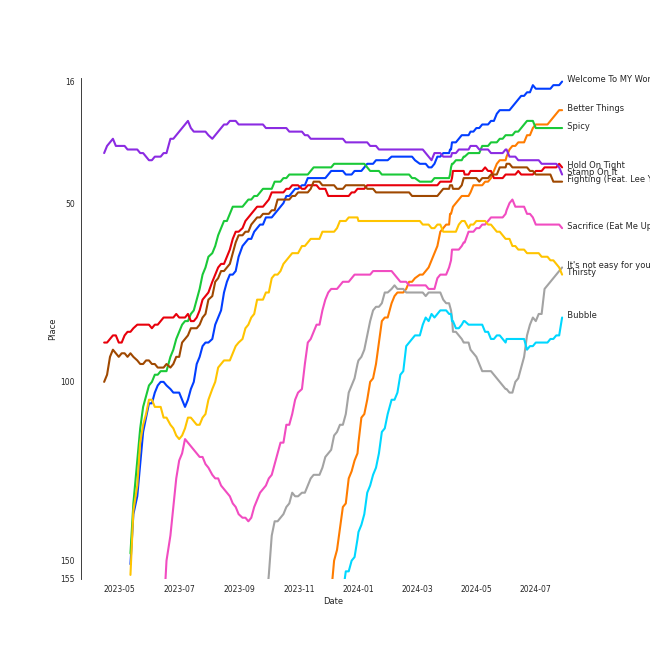 16
50
100
150
155
Place
2023-05
2023-07
2023-09
2023-11
2024-01
2024-03
2024-05
2024-07
Date
Welcome To MY Wor
Better Things
Spicy
Hold On Tight
Stamp On It
Fighting (Feat. Lee Y
Sacrifice (Eat Me Up
It's not easy for you
Thirsty
Bubble